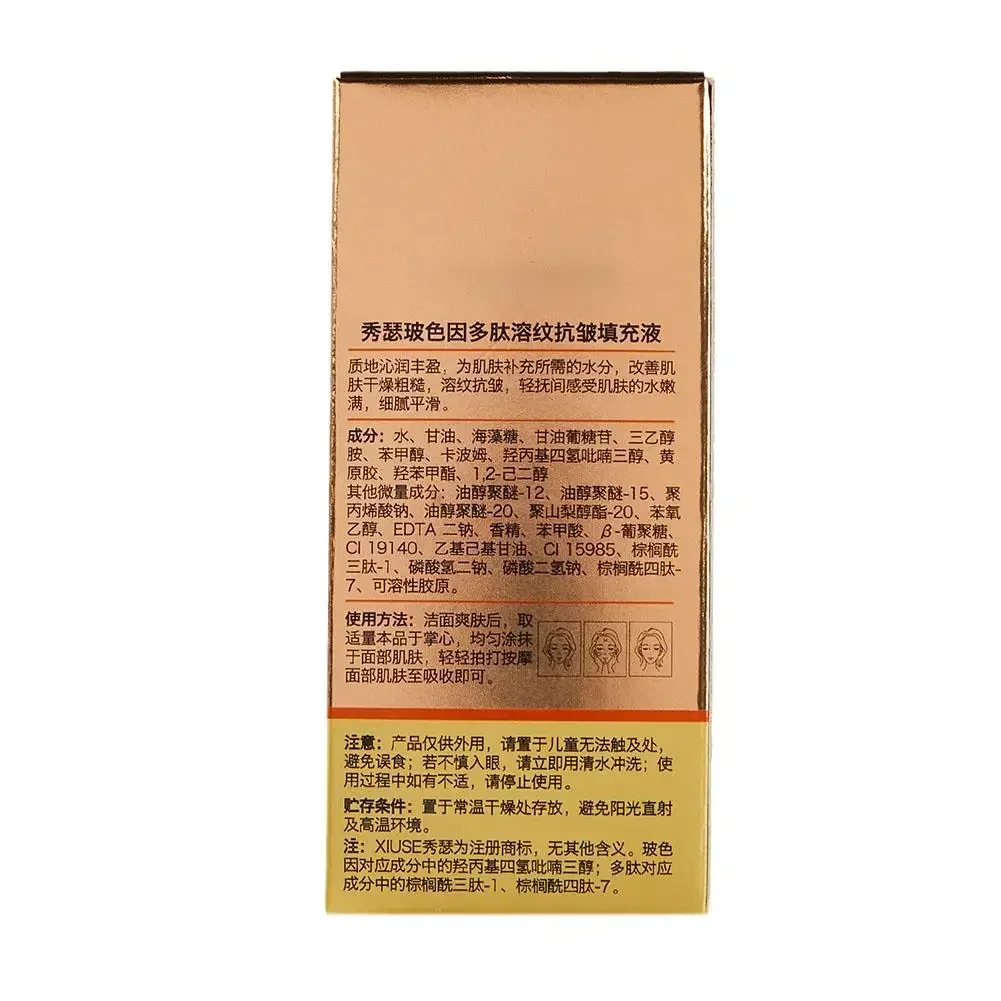 秀瑟玻色因多肽溶纹抗皱填充液
质地沁润丰盈，为肌肤补充所需的水分，改善肌
肤干燥粗糙，溶纹抗皱，轻抚间感受肌肤的水嫩
满，细腻平滑。
成分：水、甘油、海藻糖、甘油葡糖苷、三乙醇
胺、苯甲醇、卡波姆、羟丙基四氢吡喃三醇、黄
原胶、羟苯甲酯、1,2-己二醇
其他微量成分：油醇聚醚-12、油醇聚醚-15、聚
丙烯酸钠、油醇聚醚-20、聚山梨醇酯-20、苯氧
乙醇、EDTA 二钠、香精、苯甲酸、β-葡聚糖、
CI 19140、乙基己基甘油、CI 15985、棕榈酰
三肽-1、磷酸氢二钠、磷酸二氢钠、棕榈酰四肽-
7、可溶性胶原。
使用方法：洁面爽肤后，取
适量本品于掌心，均匀涂抹
于面部肌肤，轻轻拍打按摩
面部肌肤至吸收即可。
注意：产品仅供外用，请置于儿童无法触及处，
避免误食；若不慎入眼，请立即用清水冲洗；使
用过程中如有不适，请停止使用。
贮存条件：置于常温干燥处存放，避免阳光直射
及高温环境。
注：XIUSE秀瑟为注册商标，无其他含义。玻色
因对应成分中的羟丙基四氢吡喃三醇；多肽对应
成分中的棕榈酰三肽-1、棕榈酰四肽-7。